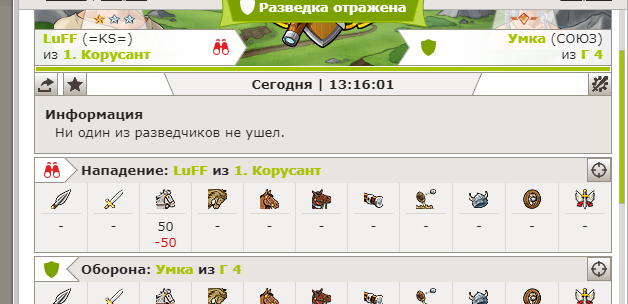 Разведка отражена
LuFF (=KS=)
из 1. Корусант
Умка (СОЮЗ)
из Г 4
Сегодня | 13:16:01
Информация
Ни один из разведчиков не ушел.
Нападение: LuFF из 1. Корусант
- - 50 - - - - - - - -
-50
Оборона: Умка из Г 4